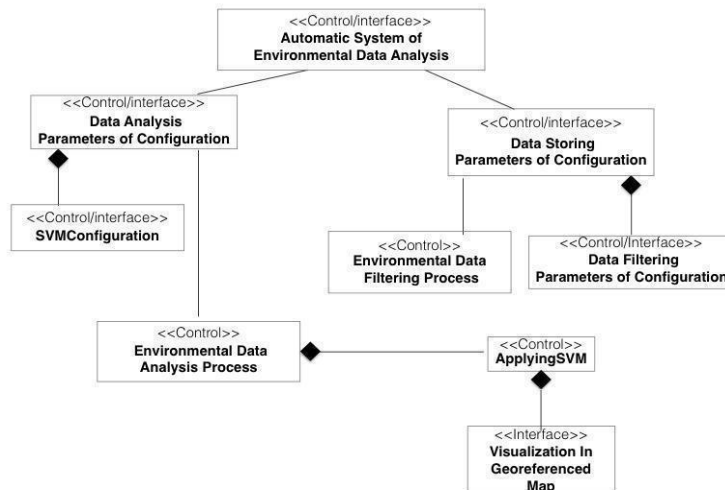 <<Control/interface>>
Automatic System of
Environmental Data Analysis
<<Control/interface>>
Data Analysis
Parameters of Configuration
<<Control/interface>>
Data Storing
Parameters of Configuration
<<Control/interface>>
SVMConfiguration
<<Control>>
Environmental Data
Filtering Process
<<Control/Interface>>
Data Filtering
Parameters of Configuration
<<Control>>
Environmental Data
Analysis Process
<<Control>>
ApplyingSVM
<<Interface>>
Visualization In
Georeferenced
Map